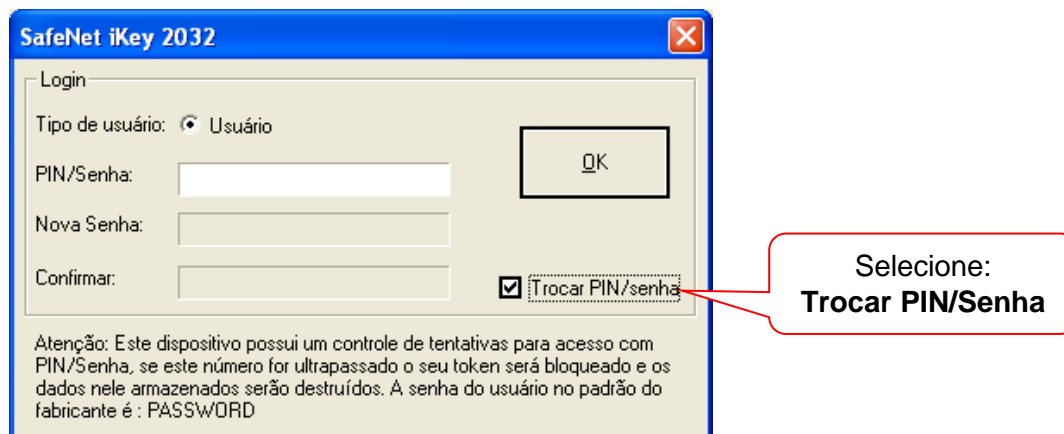 SafeNet iKey 2032
Login
Tipo de usuário: Usuário
OK
PIN/Senha:
Nova Senha:
Confirmar:
Trocar PIN/senha
Selecione:
Trocar PIN/Senha
Atenção: Este dispositivo possui um controle de tentativas para acesso com
PIN/Senha, se este número for ultrapassado o seu token será bloqueado e os
dados nele armazenados serão destruídos. A senha do usuário no padrão do
fabricante é : PASSWORD